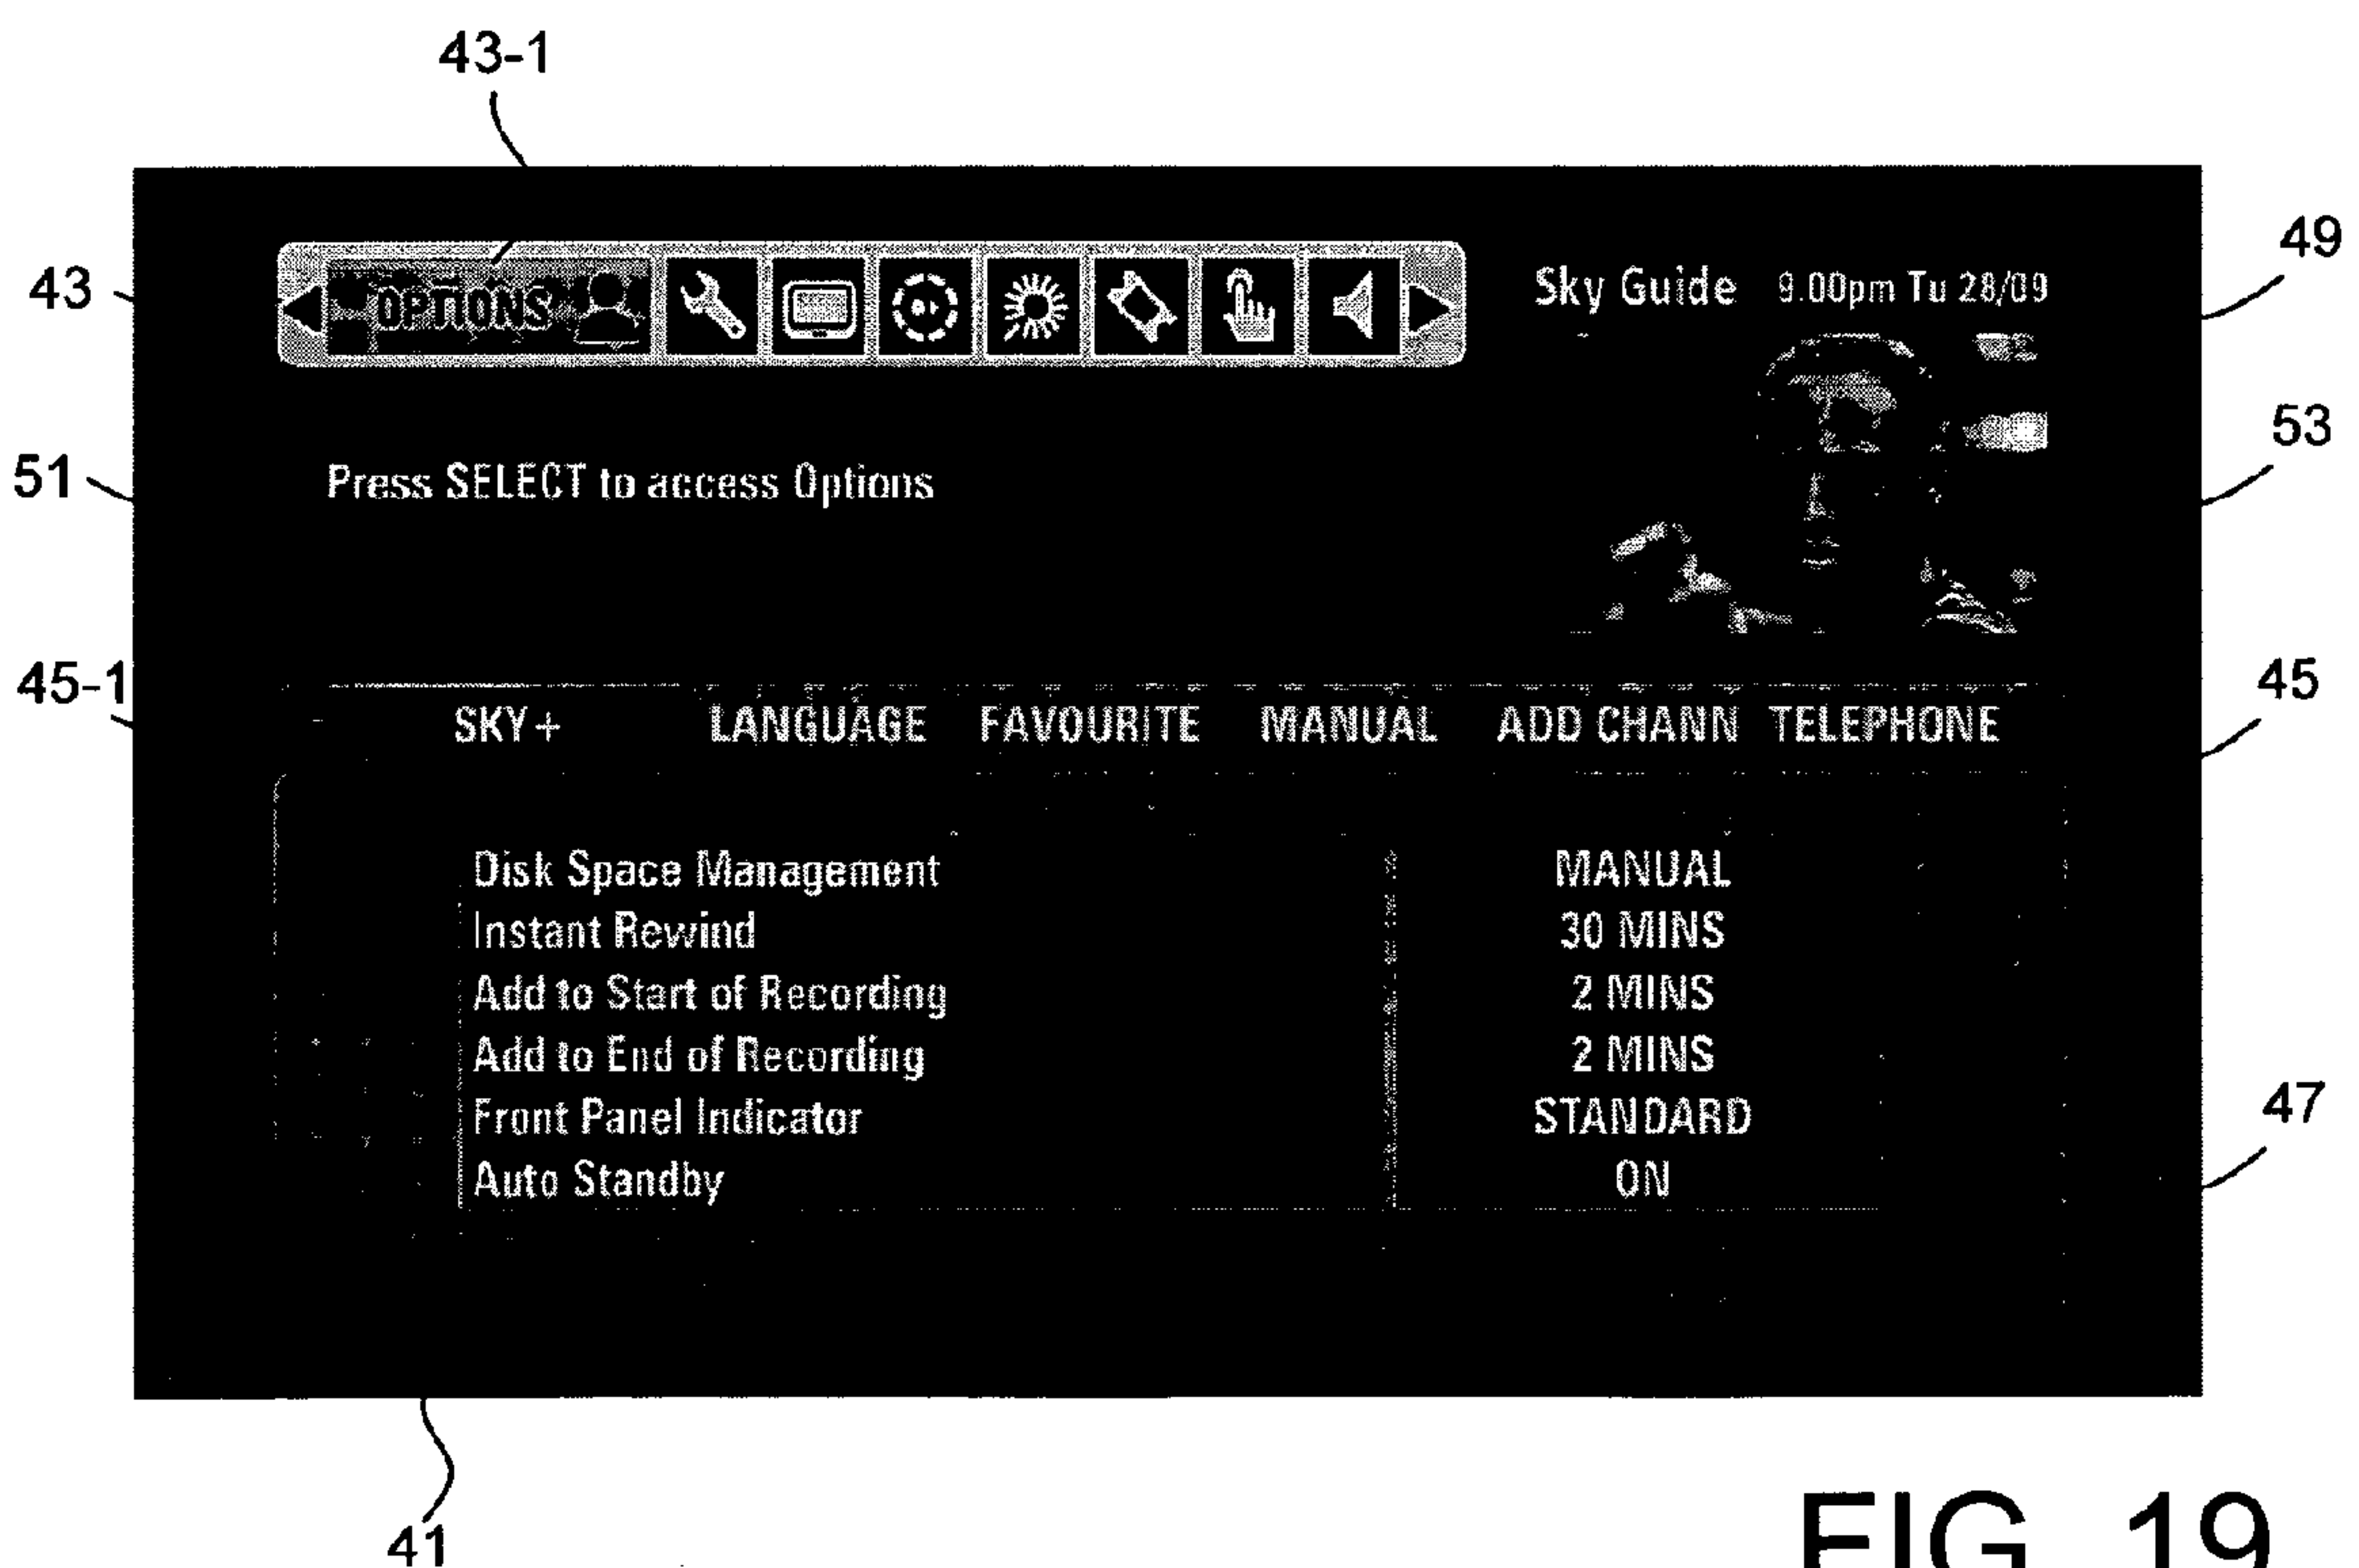 43-1
43
49
OPTIONS
Sky Guide 9.00pm Tu 28/09
51
53
Press SELECT to access Options
45-1
45
SKY+ LANGUAGE FAVOURITE MANUAL ADD CHANN TELEPHONE
Disk Space Management MANUAL
Instant Rewind 30 MINS
Add to Start of Recording 2 MINS
Add to End of Recording 2 MINS
Front Panel Indicator STANDARD
Auto Standby ON
47
41
FIG. 19